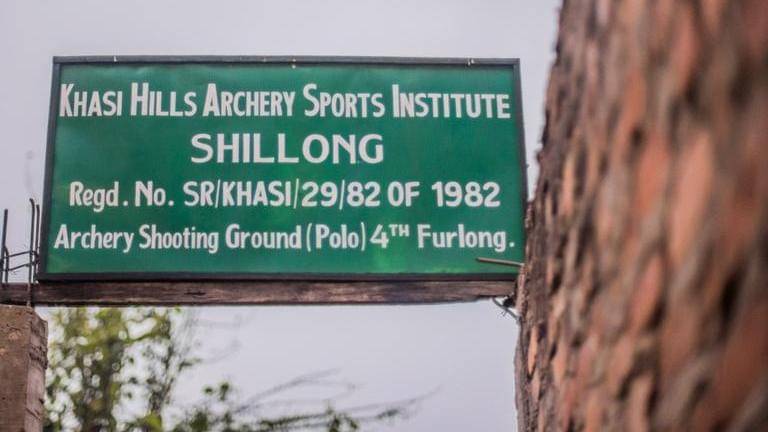 KHASI HILLS ARCHERY SPORTS INSTITUTE
SHILLONG
Regd. No. SR/KHASI/29/82 OF 1982
Archery Shooting Ground (Polo) 4TH Furlong.